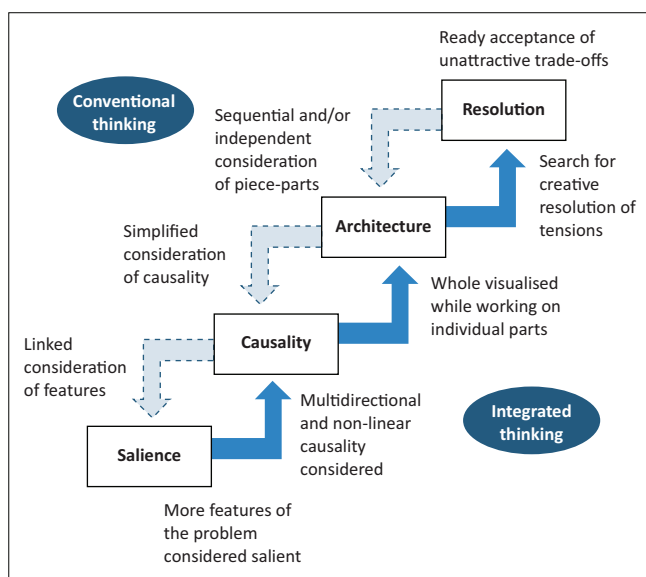 Ready acceptance of
unattractive trade-offs
Conventional
thinking
Resolution
Sequential and/or
independent
consideration
of piece-parts
Search for
creative
resolution of
tensions
Architecture
Simplified
consideration
of causality
Whole visualised
while working on
individual parts
Causality
Linked
consideration
of features
Multidirectional
and non-linear
causality
considered
Integrated
thinking
Salience
More features of
the problem
considered salient